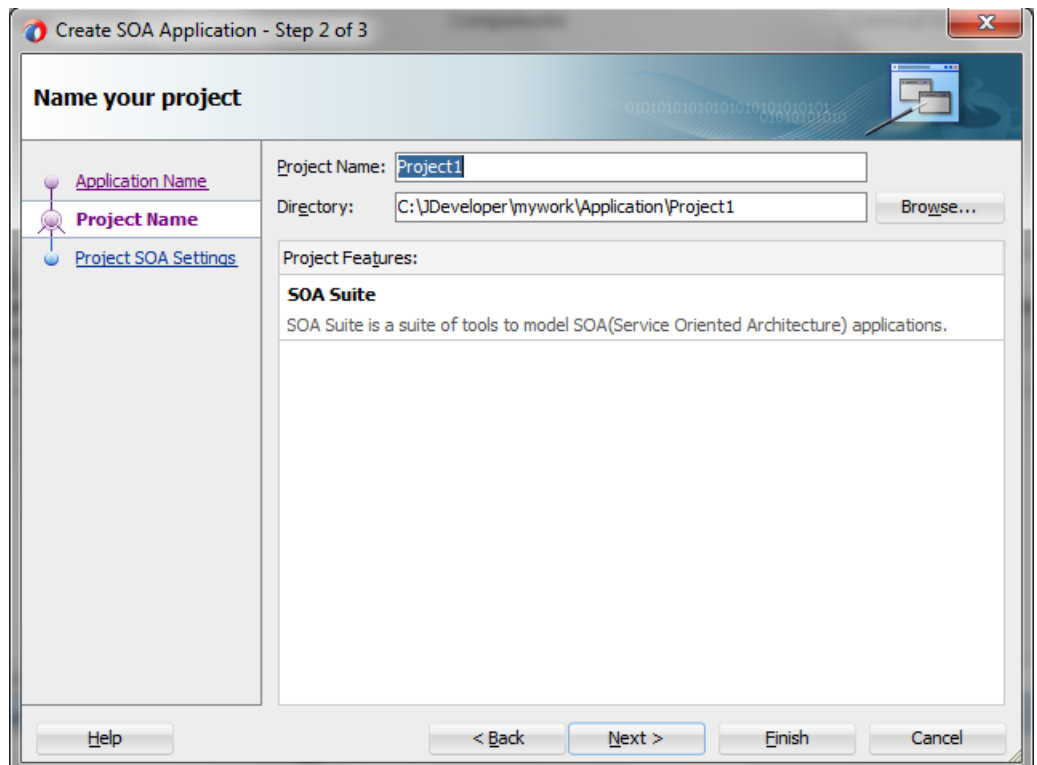 Create SOA Application - Step 2 of 3
Name your project
Application Name
Project Name
Project SOA Settings
Project Name: Project1
Directory: C:\JDeveloper\mywork\Application\Project1 Browse...
Project Features:
SOA Suite
SOA Suite is a suite of tools to model SOA(Service Oriented Architecture) applications.
Help < Back Next > Finish Cancel